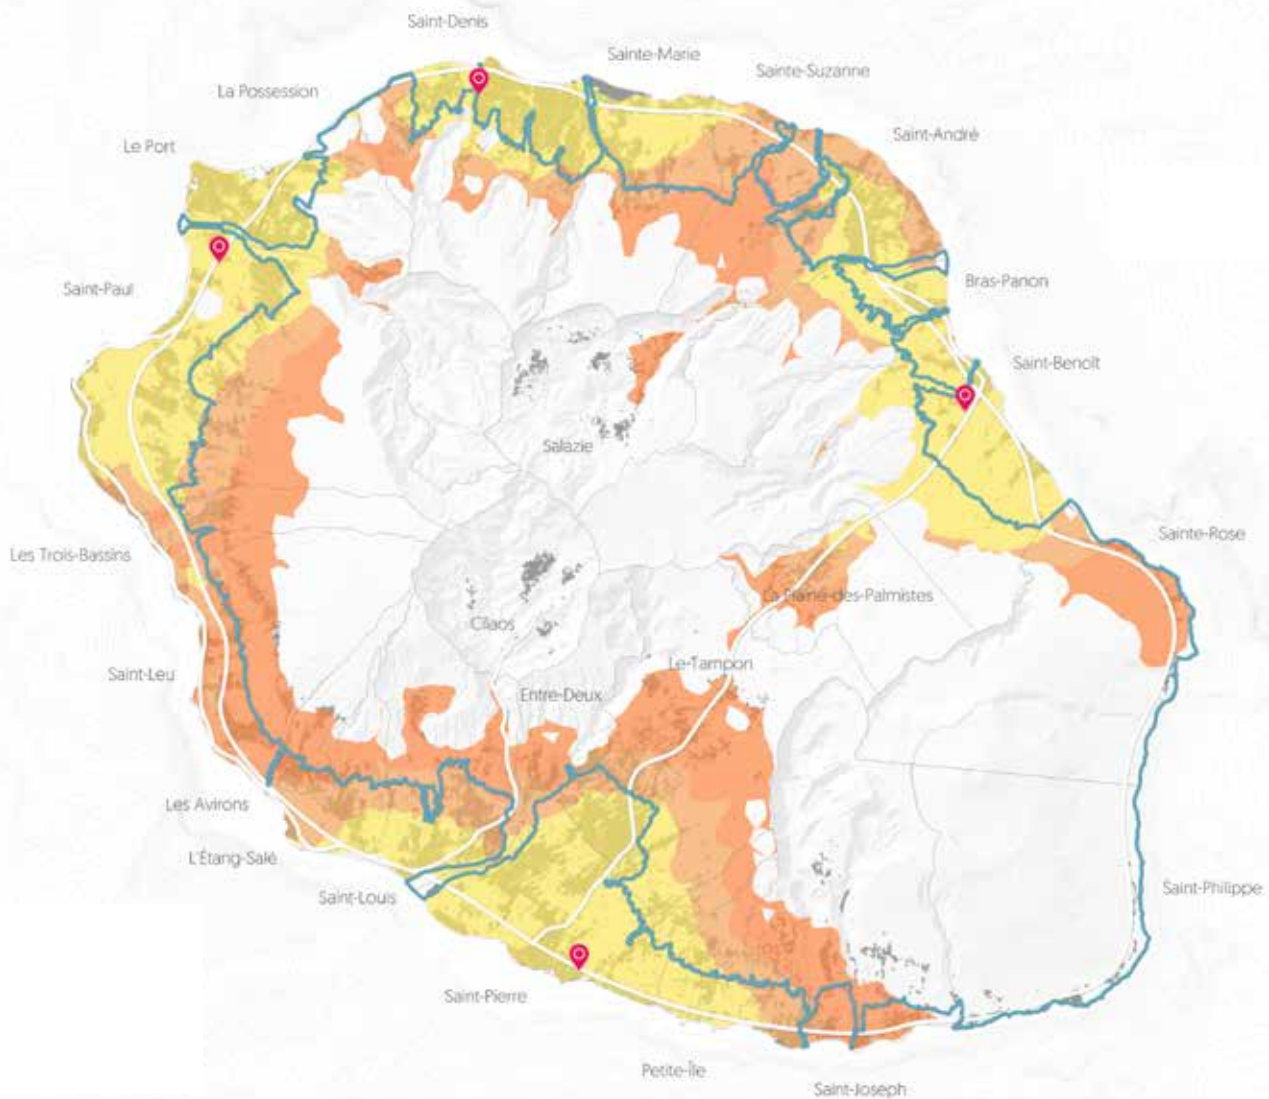 Saint-Denis
Sainte-Marie
Sainte-Suzanne
La Possession
Saint-André
Le Port
Bras-Panon
Saint-Paul
Saint-Benoît
Salazie
Sainte-Rose
Les Trois-Bassins
La Plaine-des-Palmistes
Cilaos
Le-Tampon
Saint-Leu
Entre-Deux
Les Avirons
L'Étang-Salé
Saint-Philippe
Saint-Louis
Saint-Pierre
Petite-Île
Saint-Joseph